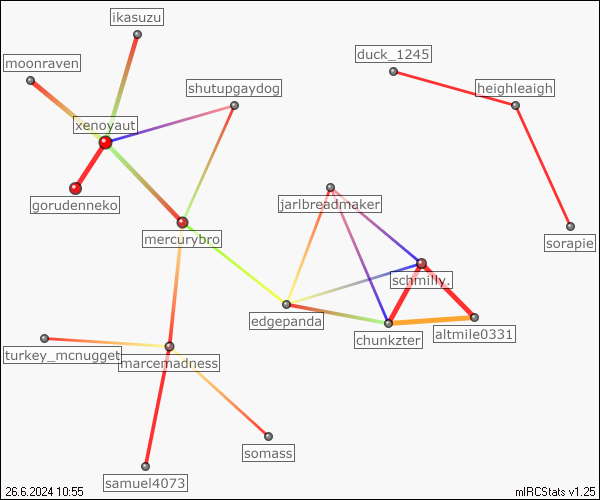 ikasuzu
duck_1245
moonraven
shutupgaydog
heighleaigh
xenoyaut
gorudenneko
jarlbreadmaker
mercurybro
sorapie
schmilly.
edgepanda
altmile0331
chunkzter
turkey_mcnugget
marcemadness
somass
samuel4073
26.6.2024 10:55
mIRCStats v1.25